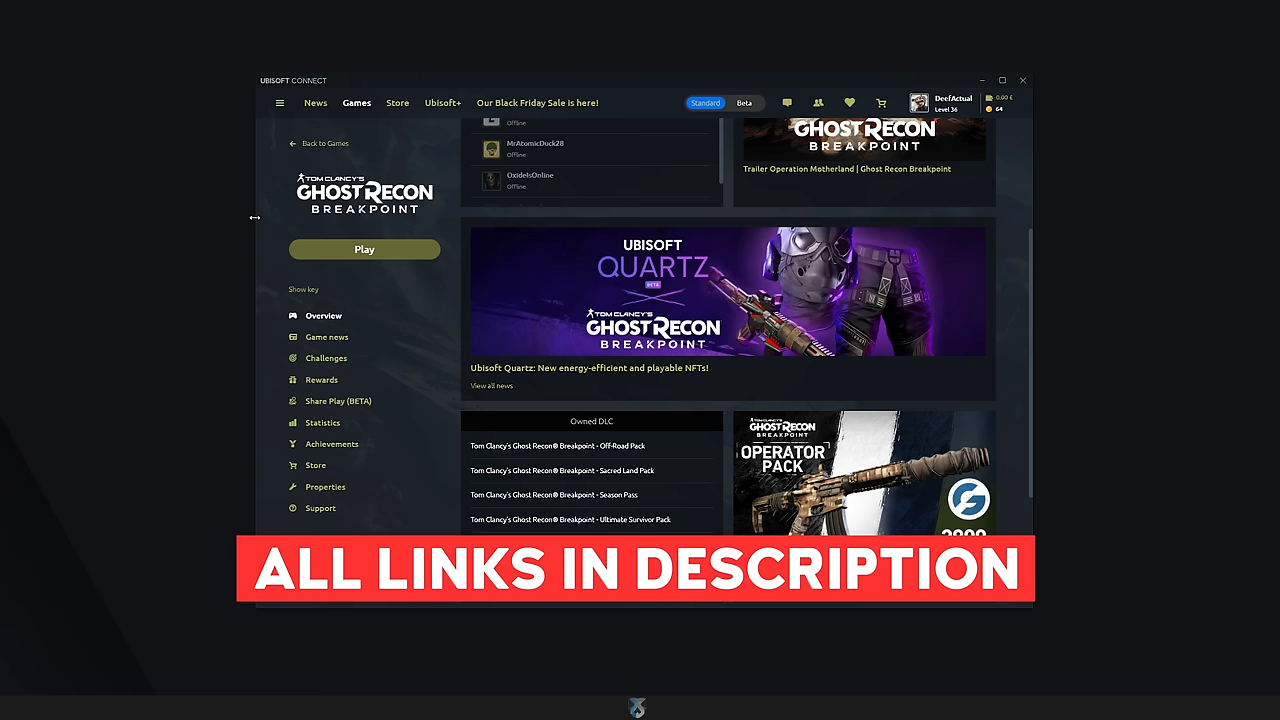 UBISOFT CONNECT
News
Games
Store
Ubisoft+
Our Black Friday Sale is here!
Standard
Beta
DeefActual
Level 36
0.00 €
64
Back to Games
TOM CLANCY'S
GHOST RECON
BREAKPOINT
Play
Show key
Overview
Game news
Challenges
Rewards
Share Play (BETA)
Statistics
Achievements
Store
Properties
Support
Offline
MrAtomicDuck28
Offline
OxideIsOnline
Offline
GHOST RECON
BREAKPOINT
Trailer Operation Motherland | Ghost Recon Breakpoint
UBISOFT
QUARTZ
BETA
TOM CLANCY'S
GHOST RECON
BREAKPOINT
Ubisoft Quartz: New energy-efficient and playable NFTs!
View all news
Owned DLC
Tom Clancy's Ghost Recon® Breakpoint - Off-Road Pack
Tom Clancy's Ghost Recon® Breakpoint - Sacred Land Pack
Tom Clancy's Ghost Recon® Breakpoint - Season Pass
Tom Clancy's Ghost Recon® Breakpoint - Ultimate Survivor Pack
TOM CLANCY'S
GHOST RECON
BREAKPOINT
OPERATOR
PACK
ALL LINKS IN DESCRIPTION